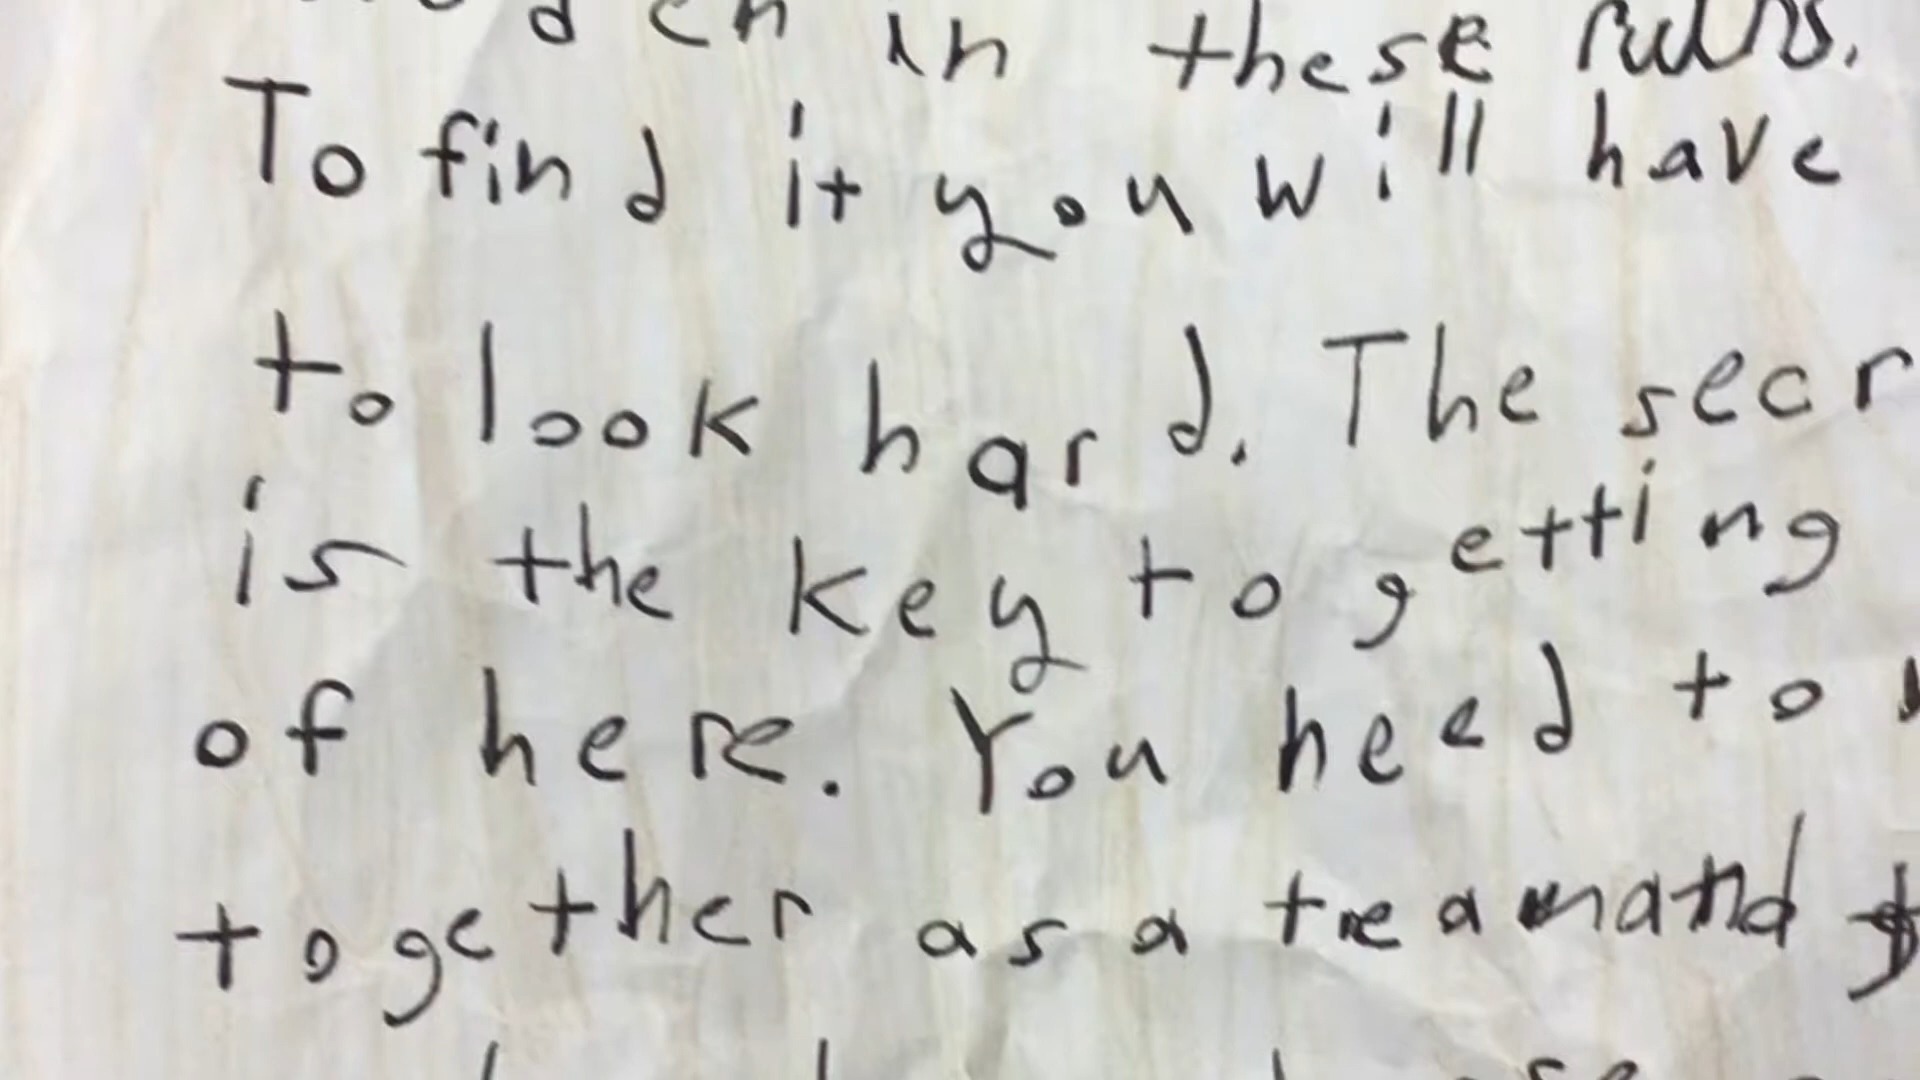 in these
To find it you will have
to look hard. The secr
is the key to getting
of here. You need to
together as a team and